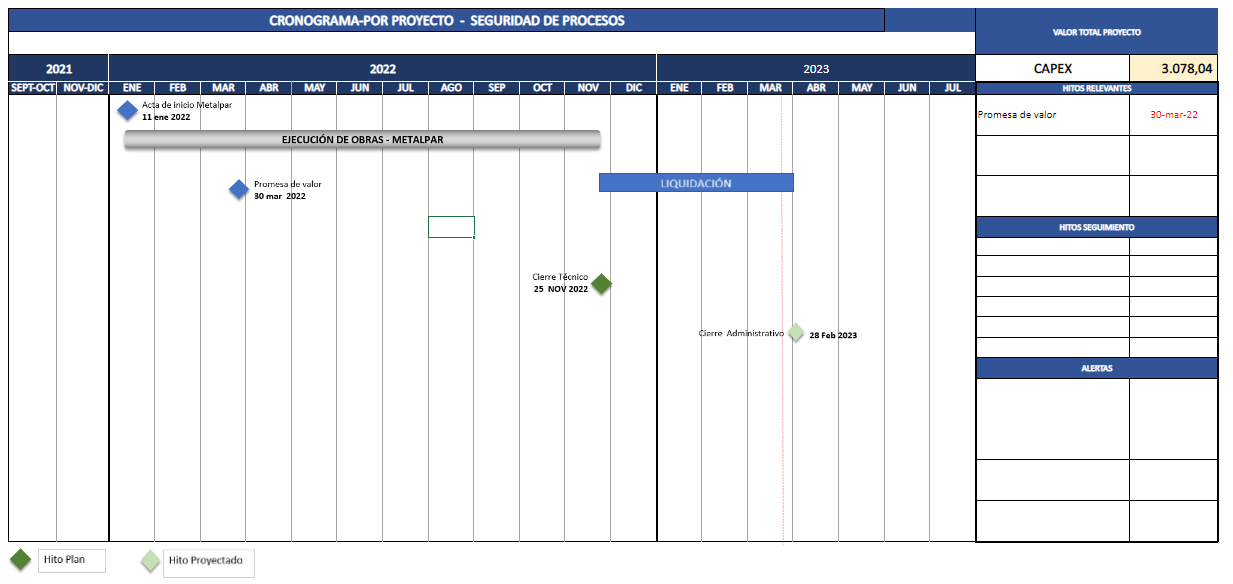 CRONOGRAMA-POR PROYECTO - SEGURIDAD DE PROCESOS
VALOR TOTAL PROYECTO
2021 2022 2023
CAPEX 3.078,04
SEPT-OCT NOV-DIC ENE FEB MAR ABR MAY JUN JUL AGO SEP OCT NOV DIC ENE FEB MAR ABR MAY JUN JUL
HITOS RELEVANTES
Acta de inicio Metalpar
11 ene 2022
Promesa de valor 30-mar-22
EJECUCIÓN DE OBRAS - METALPAR
LIQUIDACIÓN
Promesa de valor
30 mar 2022
HITOS SEGUIMIENTO
Cierre Técnico
25 NOV 2022
Cierre Administrativo 28 Feb 2023
ALERTAS
Hito Plan Hito Proyectado